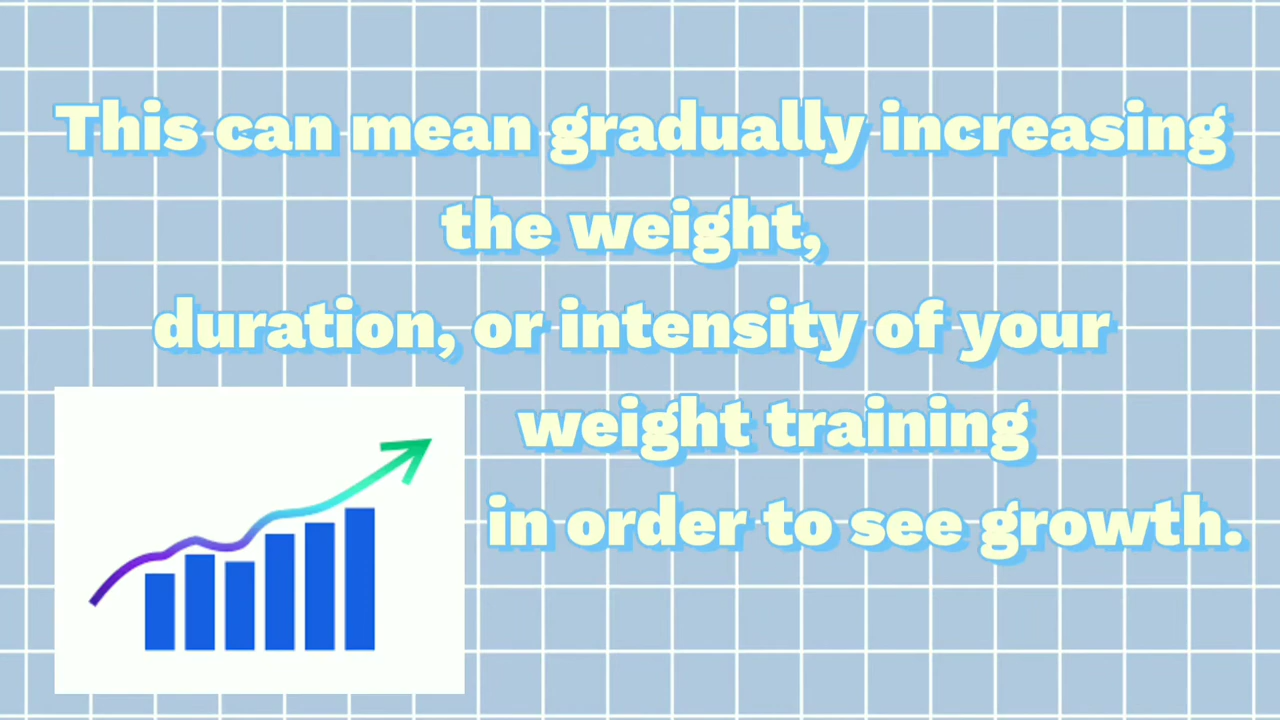 This can mean gradually increasing
the weight,
duration, or intensity of your
weight training
in order to see growth.